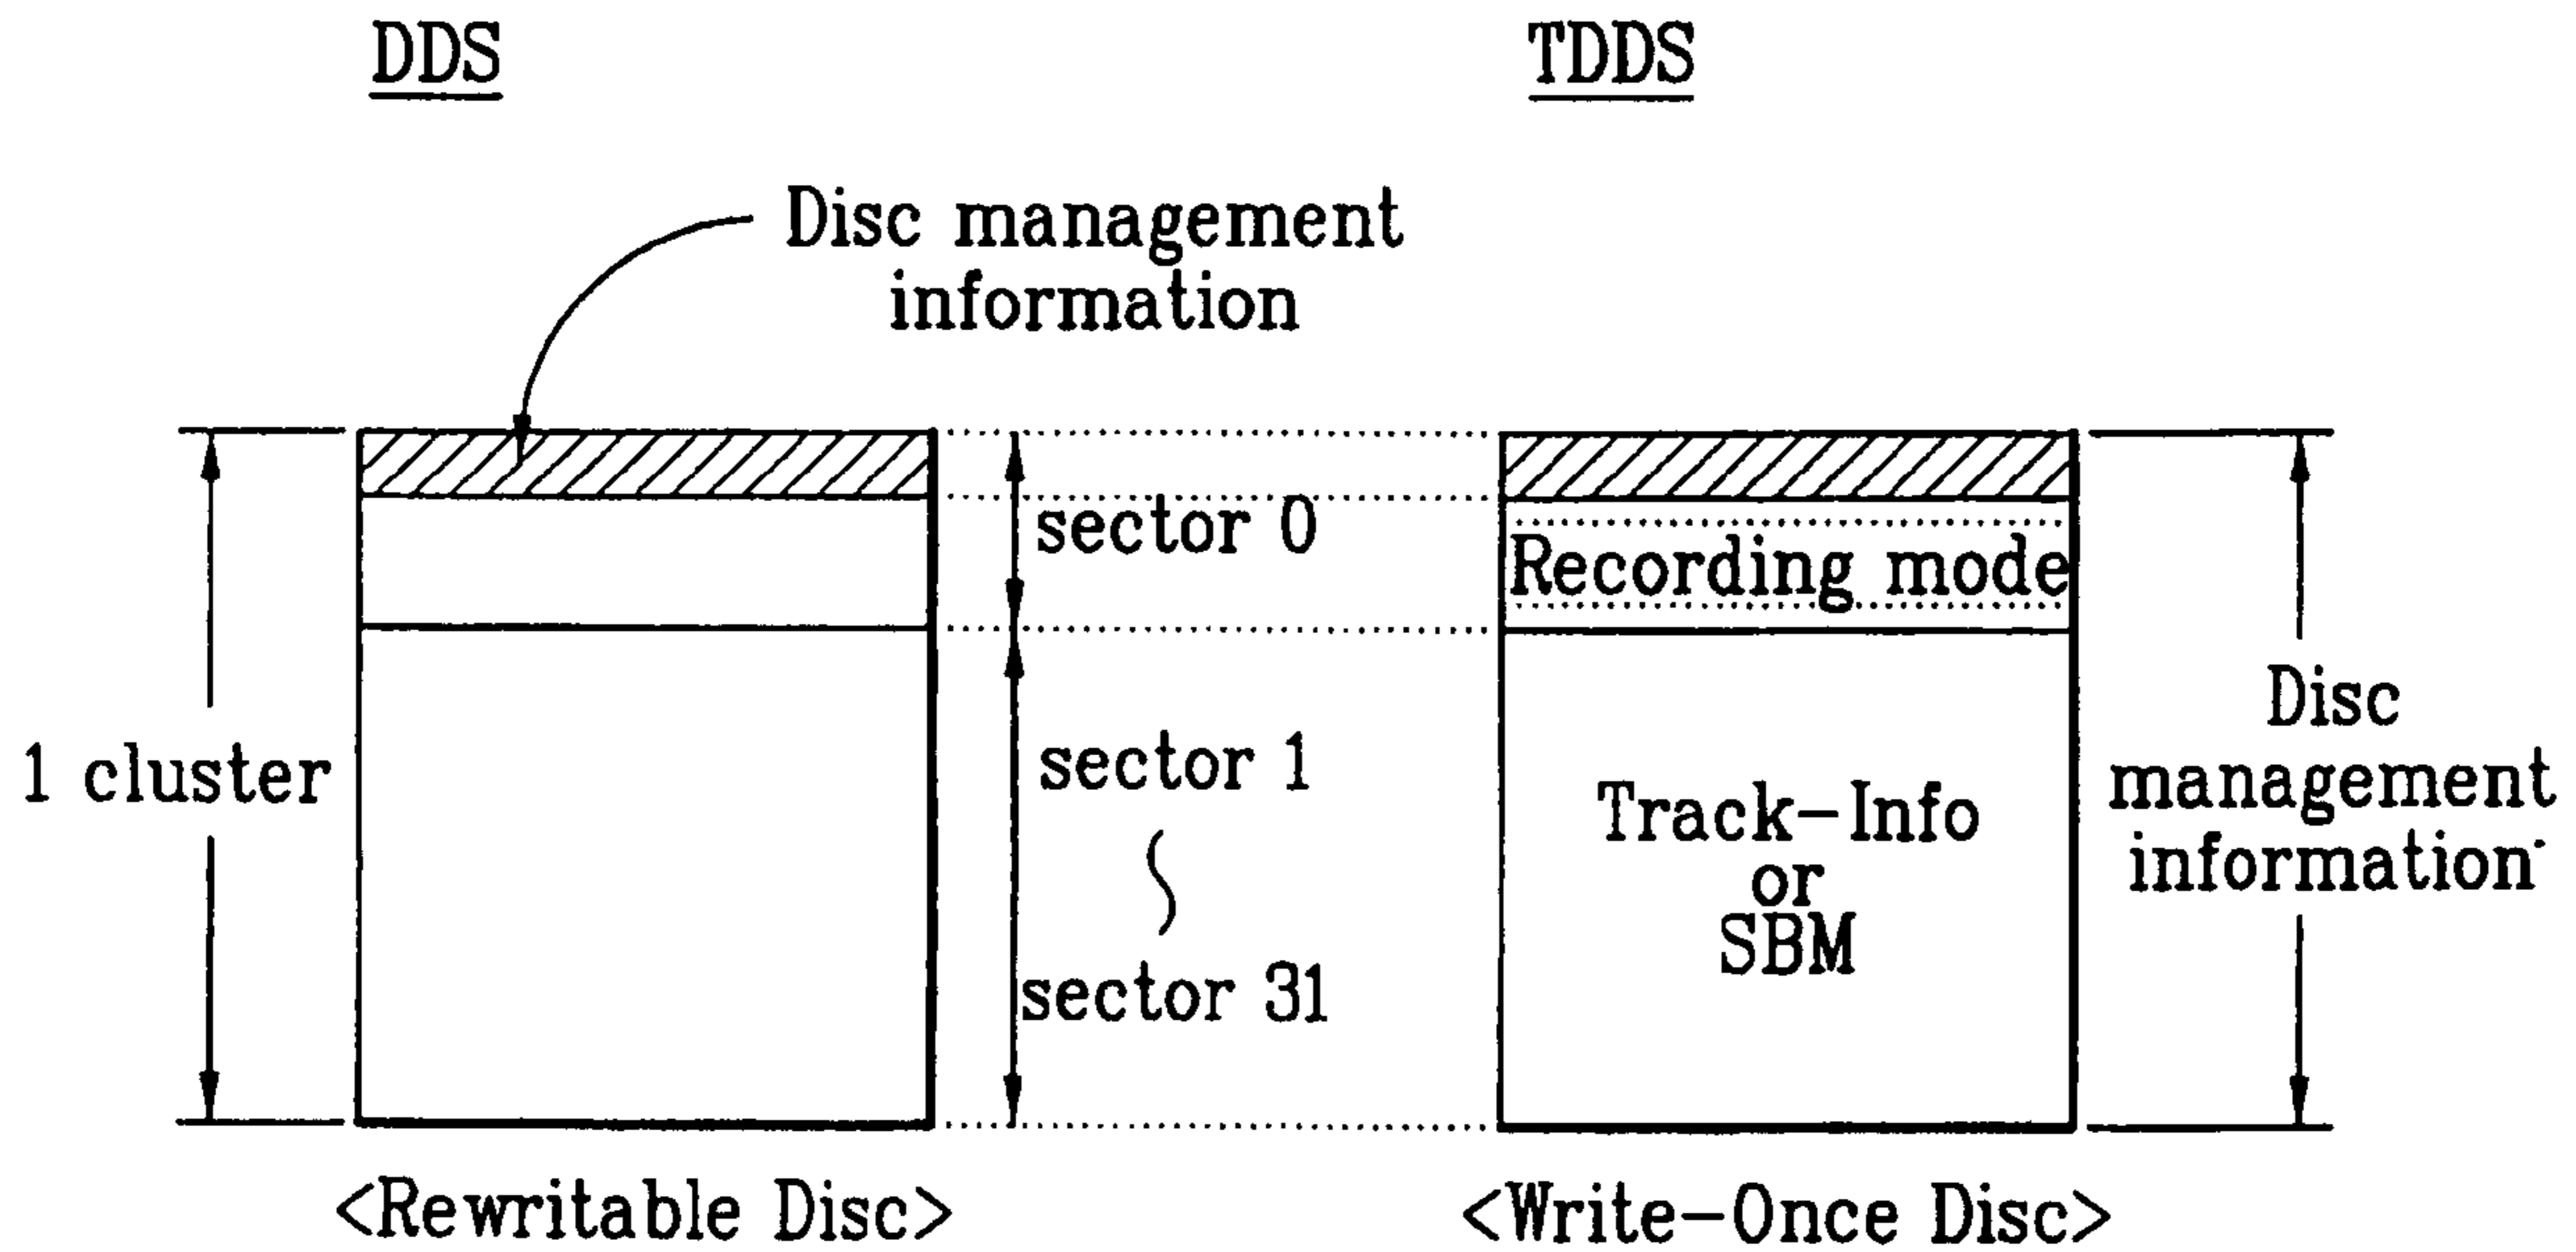 DDS
TDDS
Disc management
information
1 cluster
sector 0
sector 1
sector 31
Recording mode
Track-Info
or
SBM
Disc
management
information
<Rewritable Disc>
<Write-Once Disc>